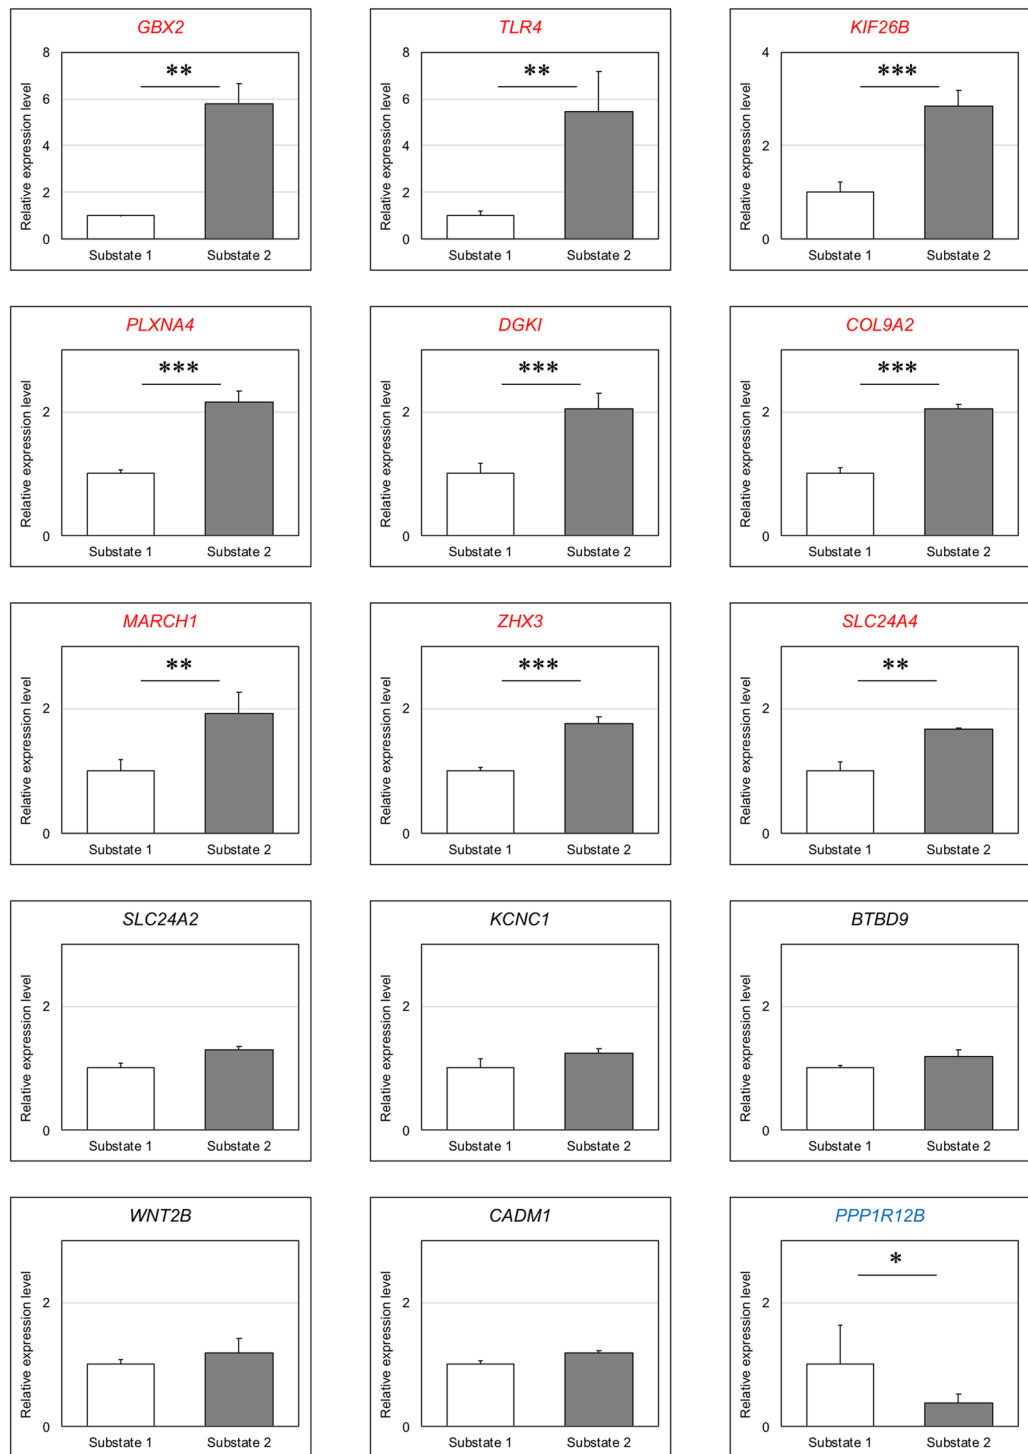 GBX2
**
Relative expression level
8
6
4
2
0
Substate 1 Substate 2
TLR4
**
Relative expression level
8
6
4
2
0
Substate 1 Substate 2
KIF26B
***
Relative expression level
4
2
0
Substate 1 Substate 2
PLXNA4
***
Relative expression level
2
0
Substate 1 Substate 2
DGKI
***
Relative expression level
2
0
Substate 1 Substate 2
COL9A2
***
Relative expression level
2
0
Substate 1 Substate 2
MARCH1
**
Relative expression level
2
0
Substate 1 Substate 2
ZHX3
***
Relative expression level
2
0
Substate 1 Substate 2
SLC24A4
**
Relative expression level
2
0
Substate 1 Substate 2
SLC24A2
Relative expression level
2
0
Substate 1 Substate 2
KCNC1
Relative expression level
2
0
Substate 1 Substate 2
BTBD9
Relative expression level
2
0
Substate 1 Substate 2
WNT2B
Relative expression level
2
0
Substate 1 Substate 2
CADM1
Relative expression level
2
0
Substate 1 Substate 2
PPP1R12B
*
Relative expression level
2
0
Substate 1 Substate 2